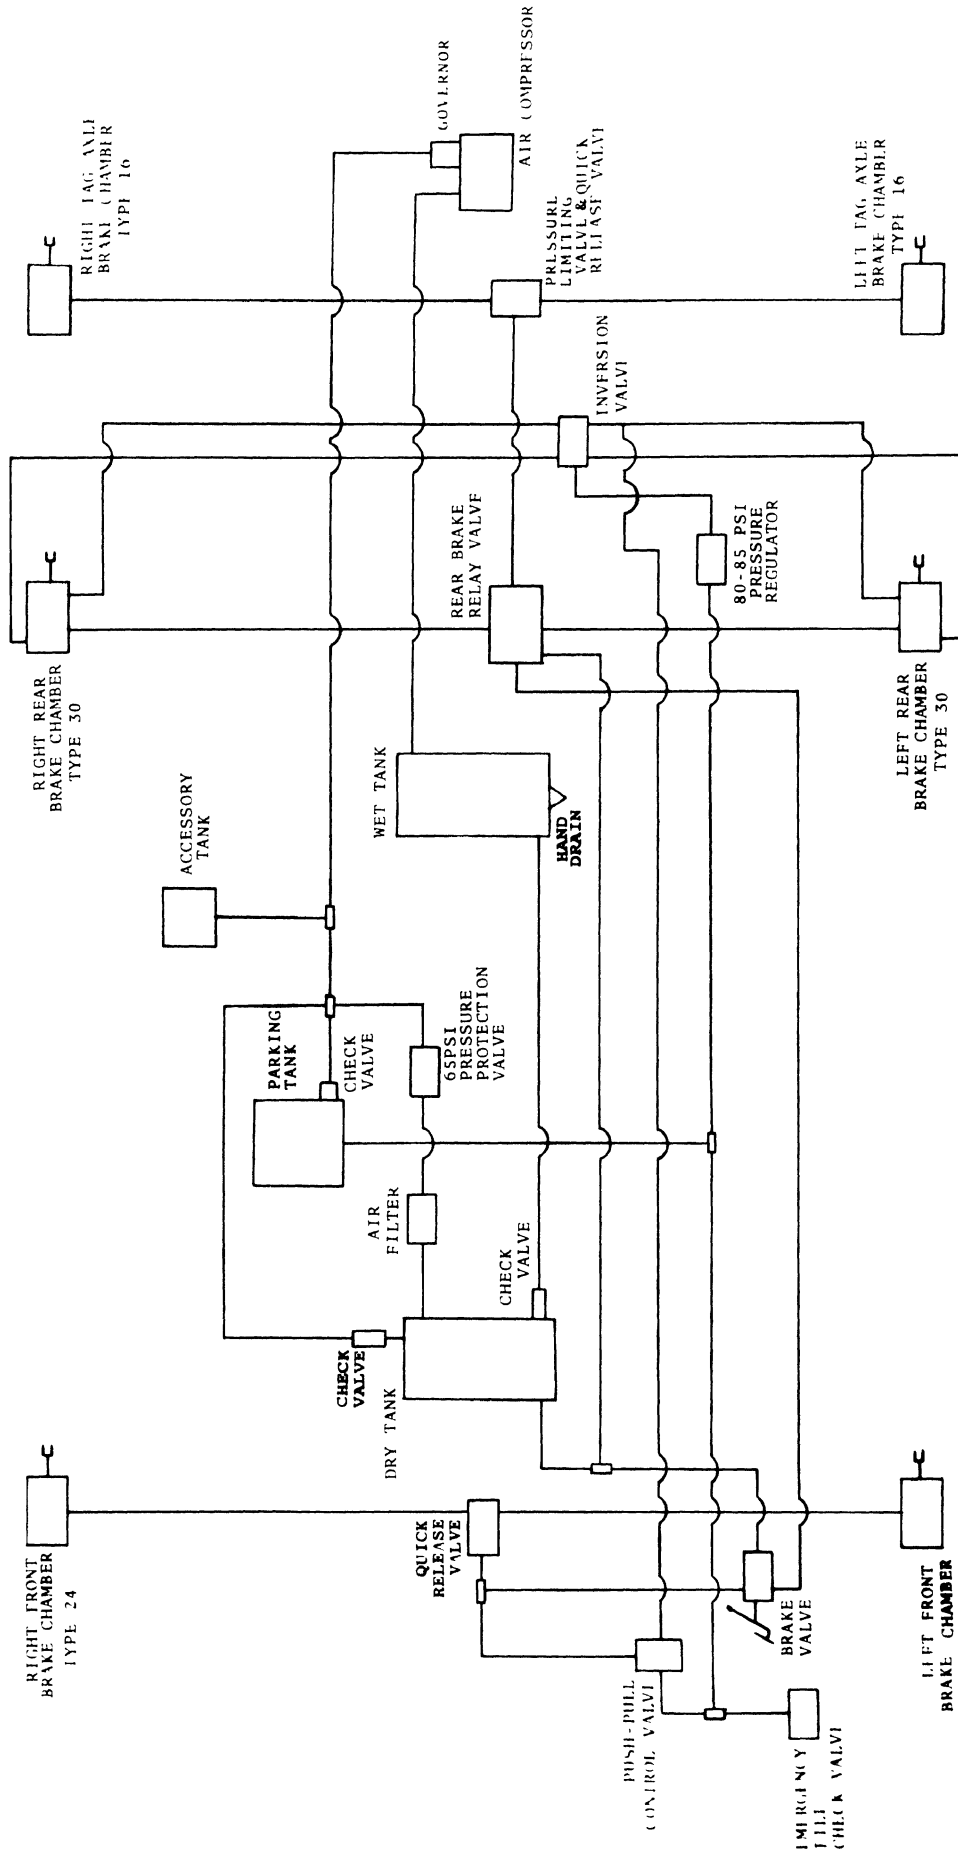 RIGHT TAG AXLE
BRAKE CHAMBER
TYPE 16
GOVERNOR
AIR COMPRESSOR
PRESSURE
LIMITING
VALVE & QUICK
RELEASE VALVE
LEFT TAG AXLE
BRAKE CHAMBER
TYPE 16
INVERSION
VALVE
RIGHT REAR
BRAKE CHAMBER
TYPE 30
REAR BRAKE
RELAY VALVE
80-85 PSI
PRESSURE
REGULATOR
LEFT REAR
BRAKE CHAMBER
TYPE 30
ACCESSORY
TANK
WET TANK
HAND
DRAIN
PARKING
TANK
CHECK
VALVE
65PSI
PRESSURE
PROTECTION
VALVE
AIR
FILTER
CHECK
VALVE
CHECK
VALVE
DRY TANK
RIGHT FRONT
BRAKE CHAMBER
TYPE 24
QUICK
RELEASE
VALVE
BRAKE
VALVE
LEFT FRONT
BRAKE CHAMBER
PUSH-PULL
CONTROL VALVE
EMERGENCY
FILL
CHECK VALVE